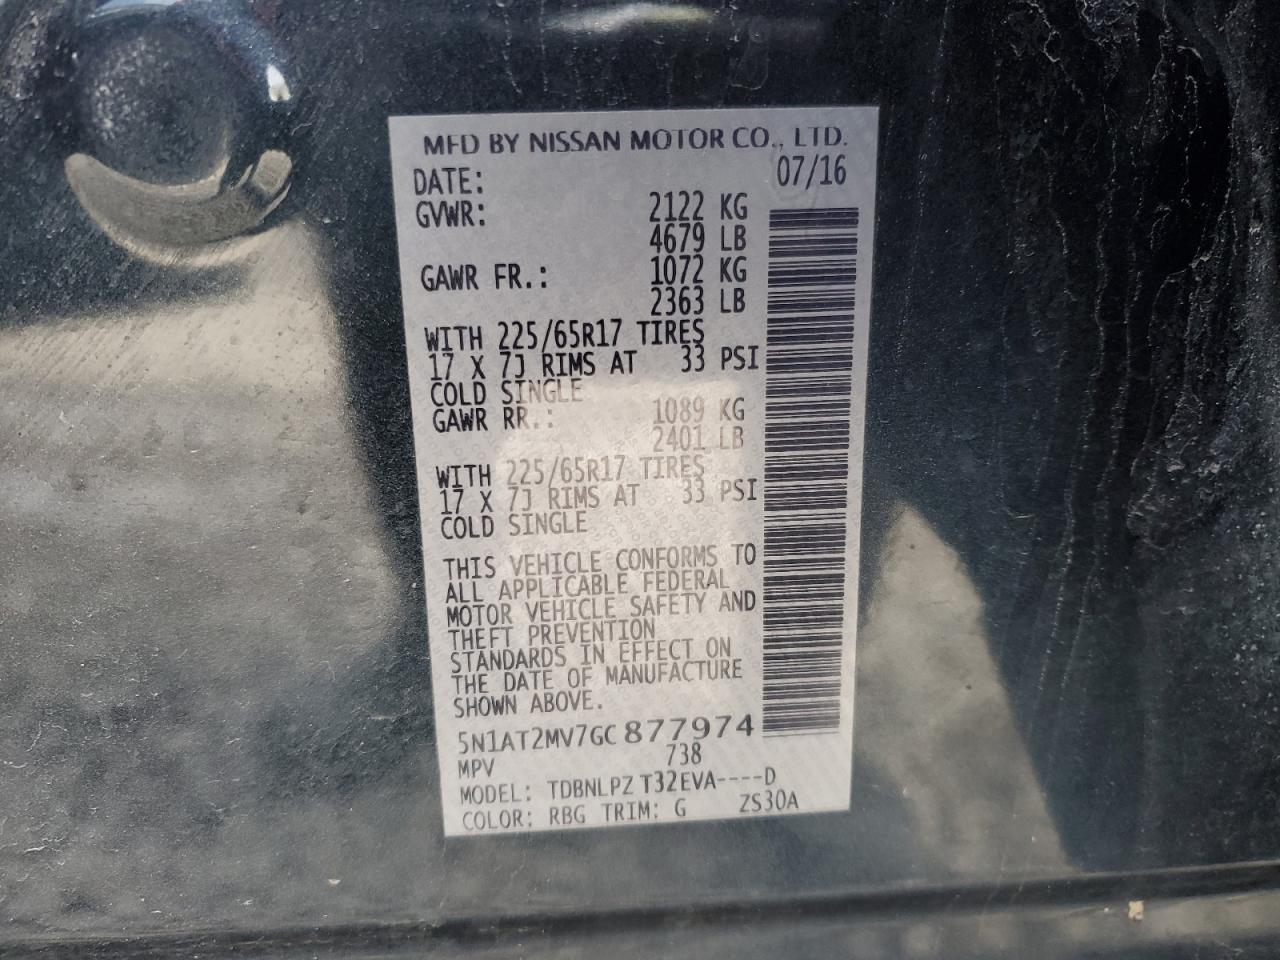 MFD BY NISSAN MOTOR CO., LTD.
DATE: 07/16
GVWR: 2122 KG
4679 LB
GAWR FR.: 1072 KG
2363 LB
WITH 225/65R17 TIRES
17 X 7J RIMS AT 33 PSI
COLD SINGLE
GAWR RR.: 1089 KG
2401 LB
WITH 225/65R17 TIRES
17 X 7J RIMS AT 33 PSI
COLD SINGLE
THIS VEHICLE CONFORMS TO
ALL APPLICABLE FEDERAL
MOTOR VEHICLE SAFETY AND
THEFT PREVENTION
STANDARDS IN EFFECT ON
THE DATE OF MANUFACTURE
SHOWN ABOVE.
5N1AT2MV7GC877974
MPV 738
MODEL: TDBNLPZ T32EVA----D
COLOR: RBG TRIM: G ZS30A